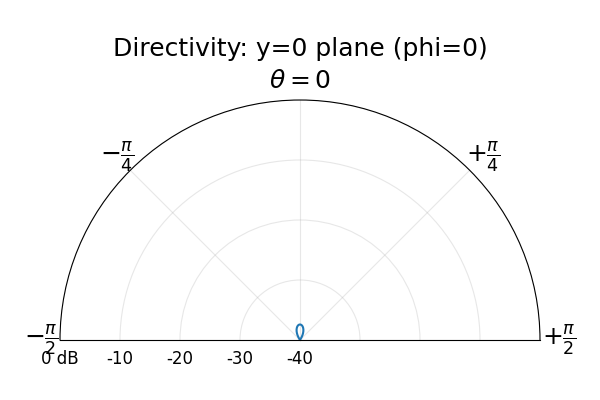 Directivity: y=0 plane (phi=0)
θ = 0
−π/4
+π/4
−π/2
+π/2
0 dB -10 -20 -30 -40